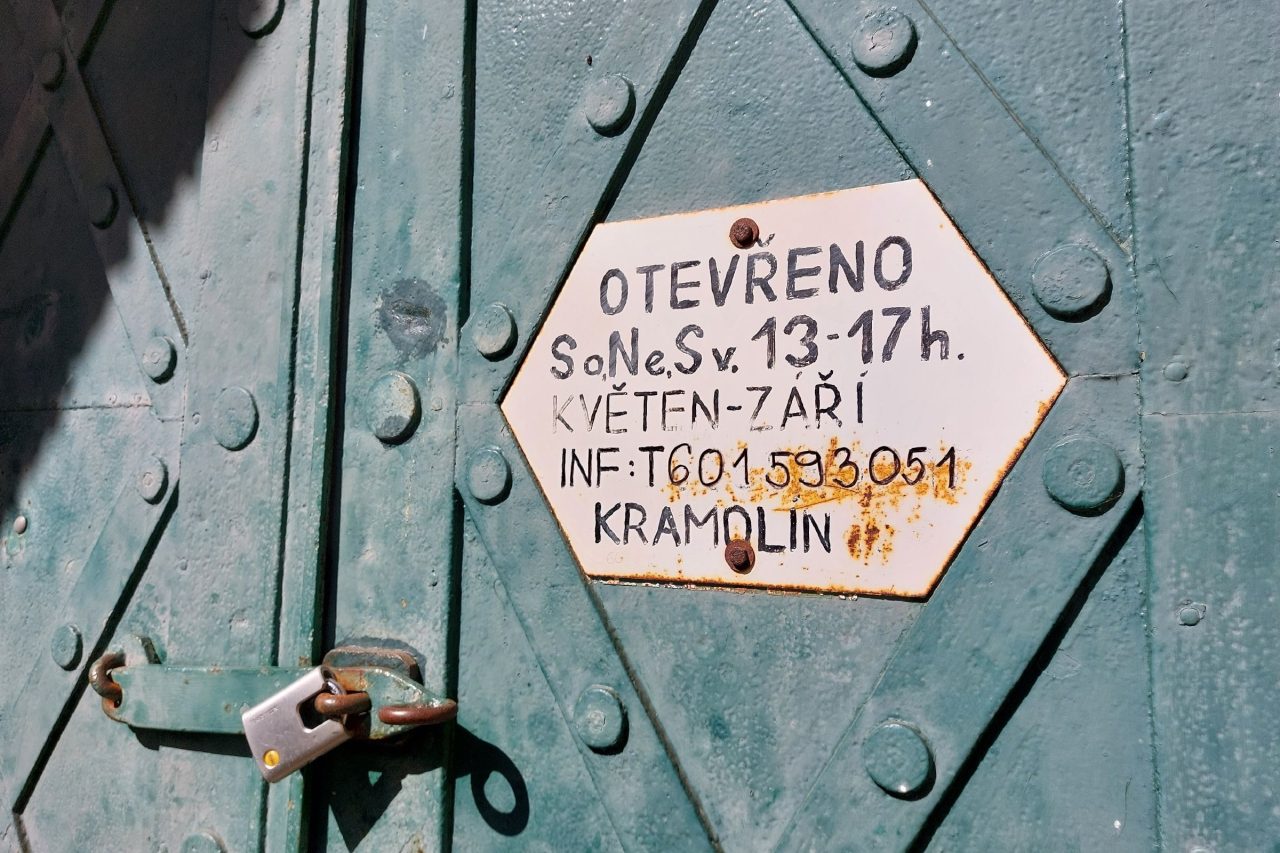 OTEVŘENO
So,Ne,Sv. 13-17h.
KVĚTEN-ZÁŘÍ
INF:T601593051
KRAMOLÍN